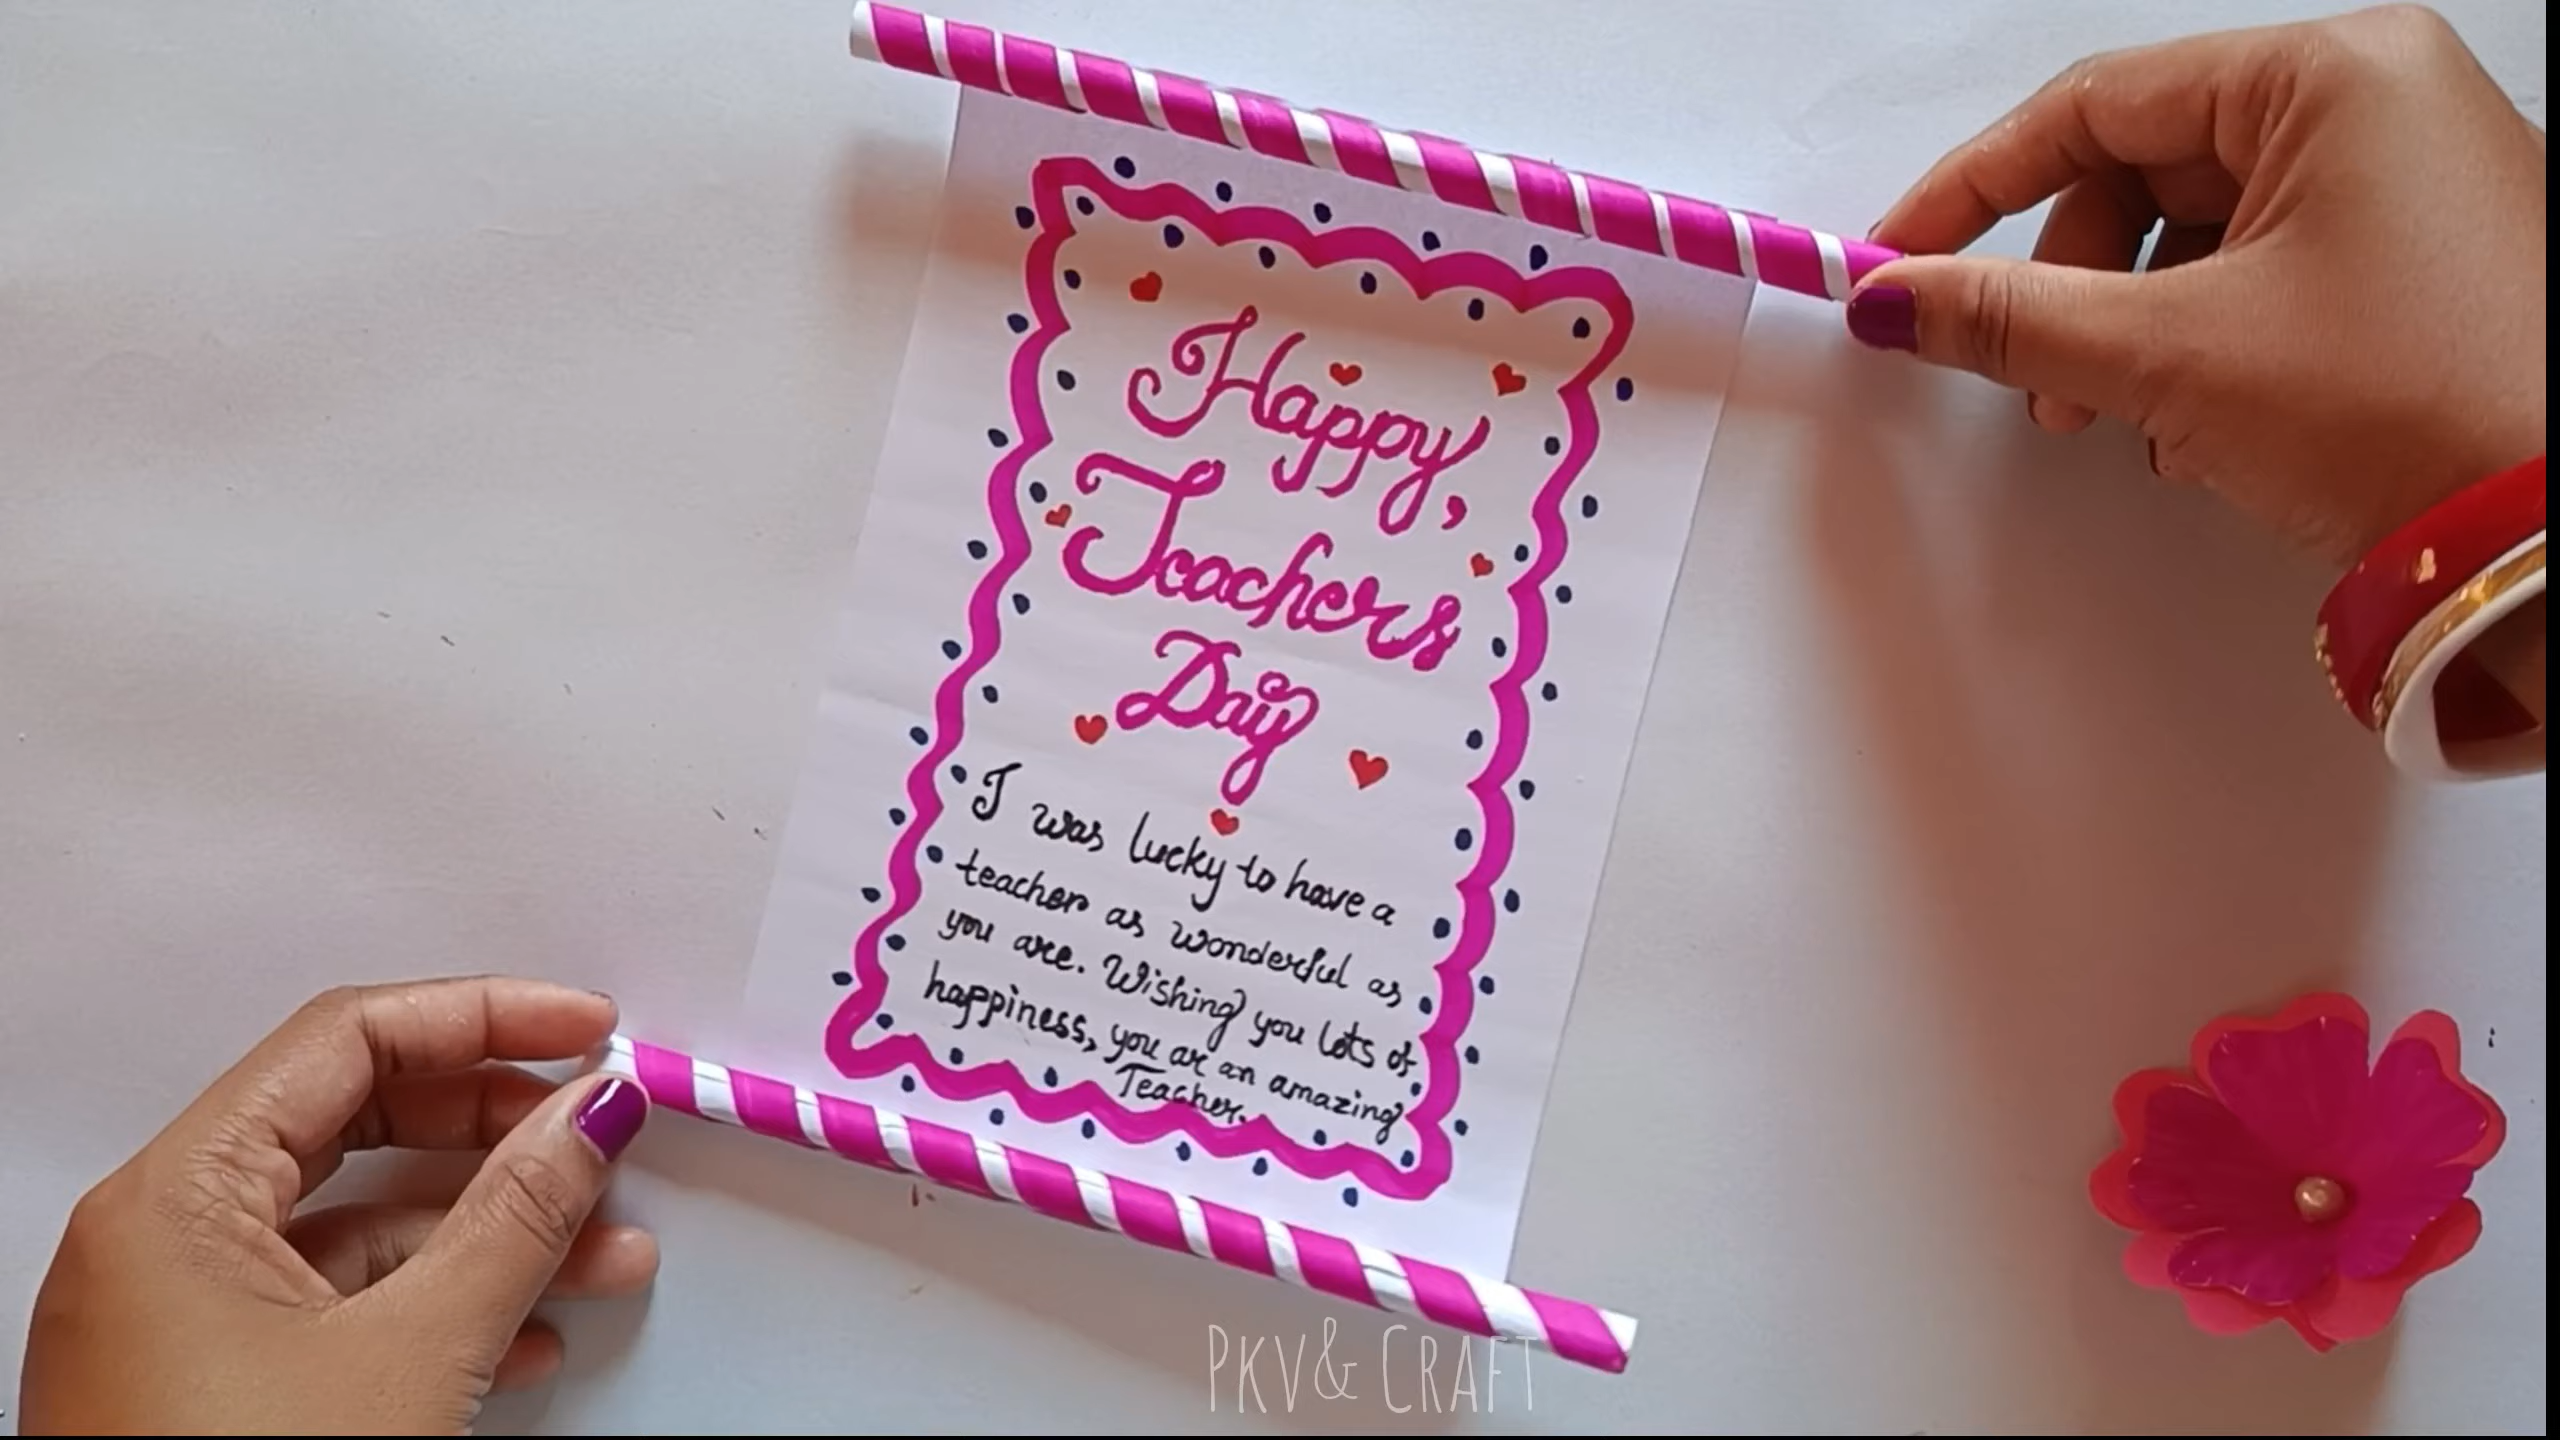 Happy,
Teachers
Day
I was lucky to have a
teacher as wonderful as
you are. Wishing you lots of
happiness, you are an amazing
Teacher.
PKV& CRAFT